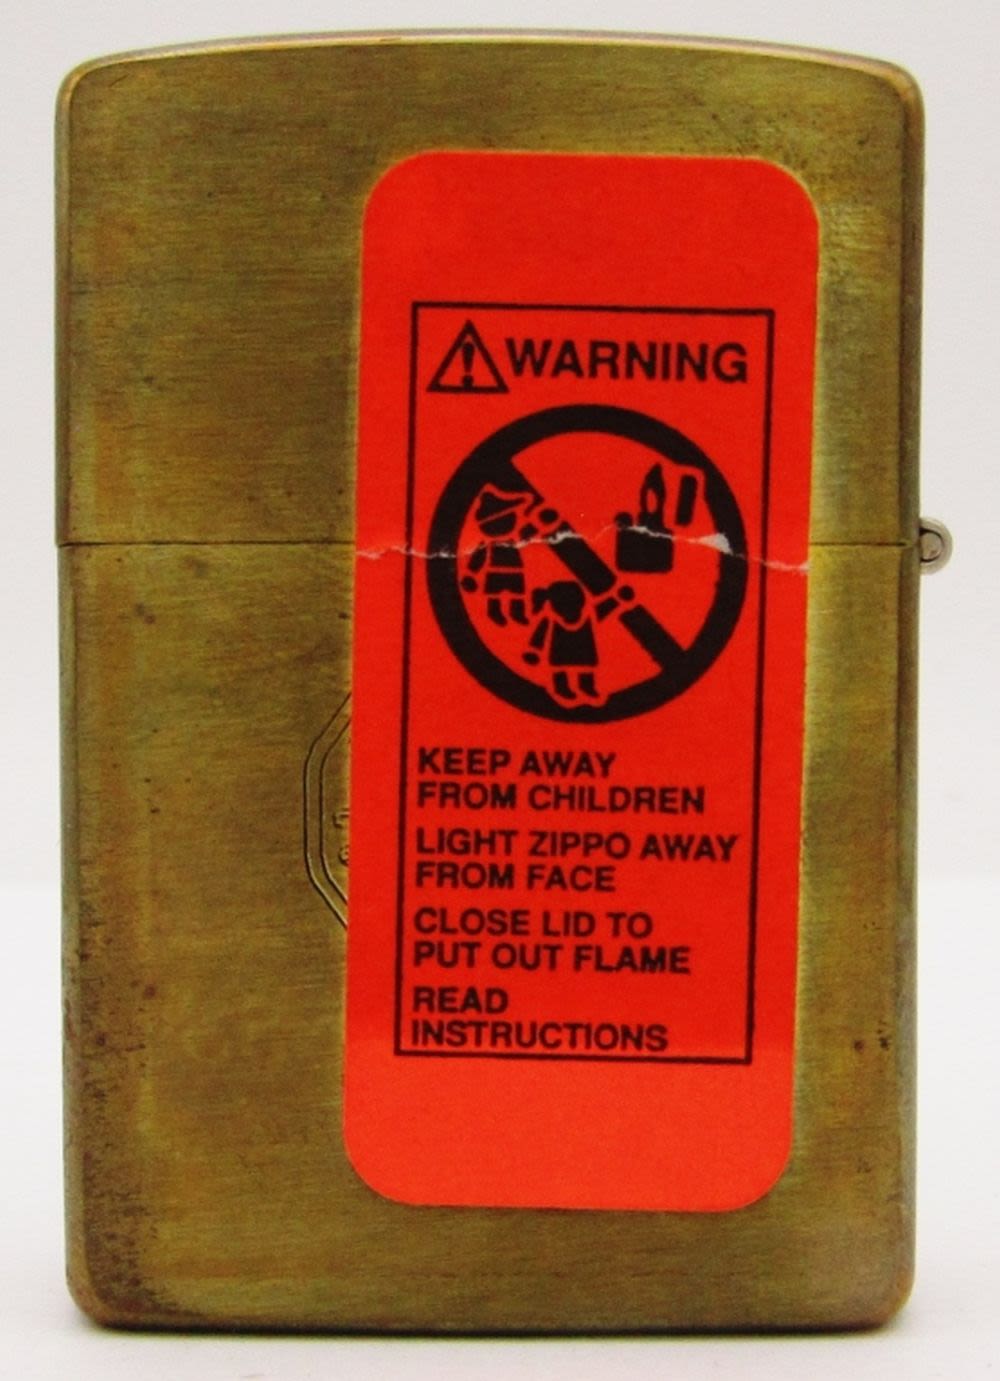 WARNING
KEEP AWAY
FROM CHILDREN
LIGHT ZIPPO AWAY
FROM FACE
CLOSE LID TO
PUT OUT FLAME
READ
INSTRUCTIONS